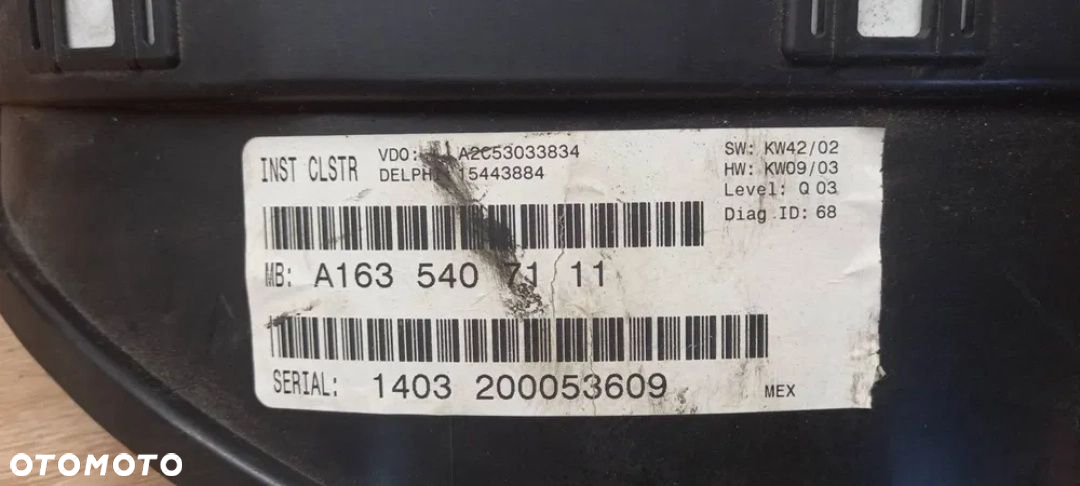 INST CLSTR
VDO: A2C53033834
DELPHI 15443884
SW: KW42/02
HW: KW09/03
Level: Q 03
Diag ID: 68
MB: A163 540 71 11
SERIAL: 1403 200053609
MEX
OTOMOTO